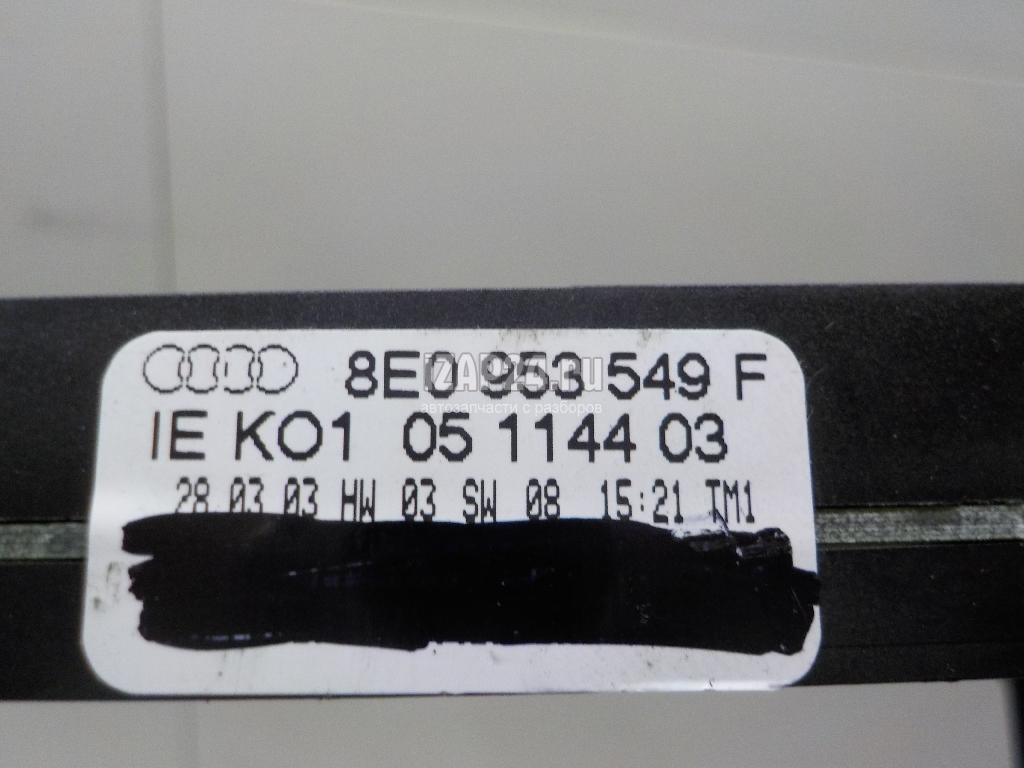 8E0 953 549 F
IZAP24.ru
автозапчасти с разборов
IE KO1 05 1144 03
28 03 03 HW 03 SW 08 15:21 TM1